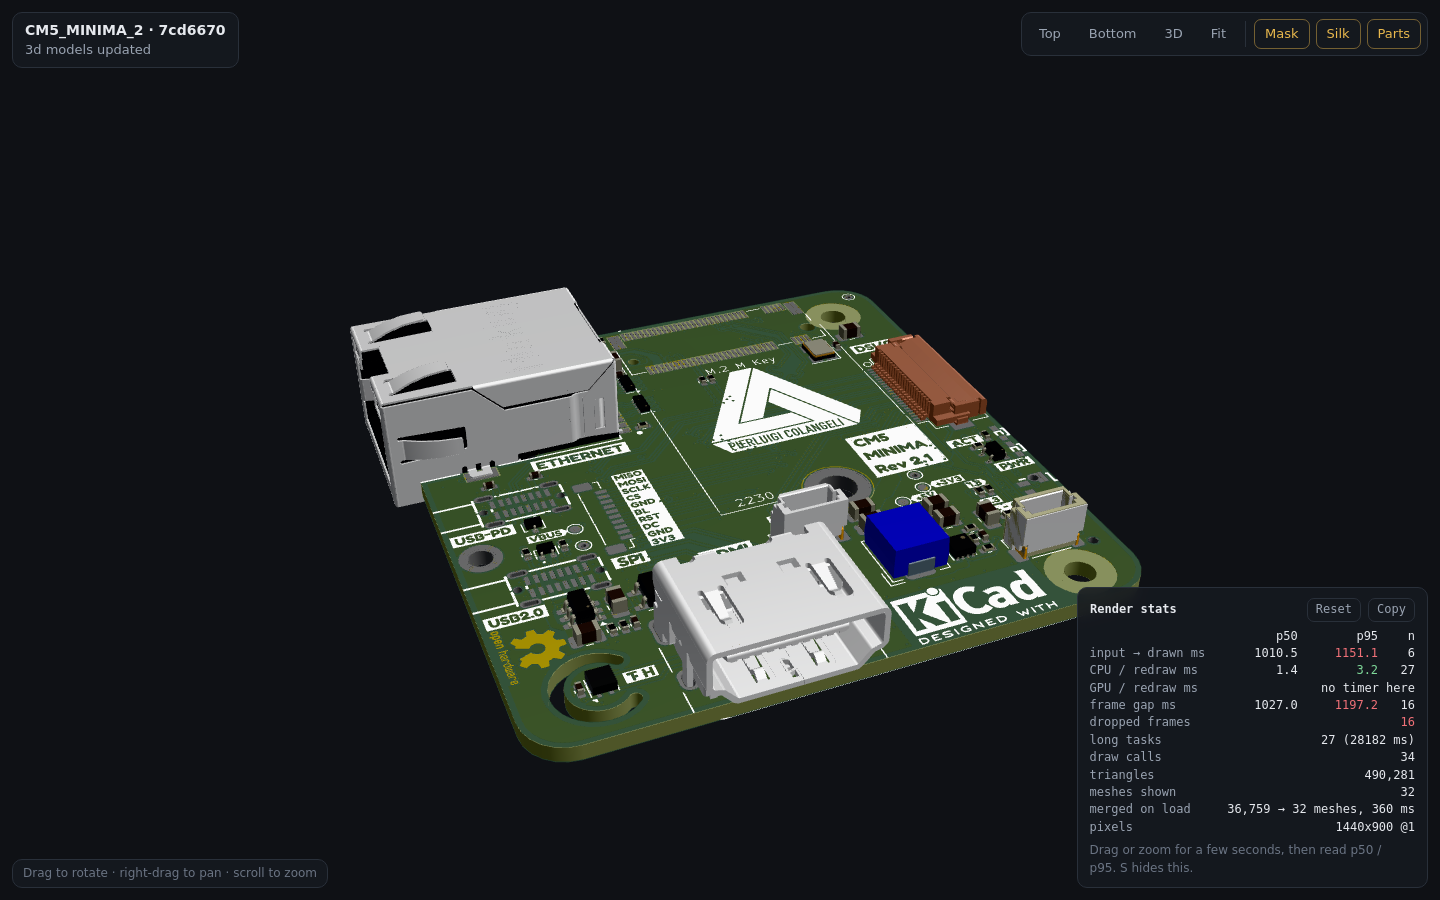 CM5_MINIMA_2 · 7cd6670
3d models updated
Top Bottom 3D Fit Mask Silk Parts
M.2 M Key
PIERLUIGI COLANGELI
CM5
MINIMA
Rev 2.1
ACT
ETHERNET
MISO
MOSI
SCLK
CS
GND
BL
RST
DC
GND
3V3
2230
+3V3
USB-PD
VBUS
SPI
USB2.0
open hardware
TH
KiCad
DESIGNED WITH
Render stats Reset Copy
p50 p95 n
input → drawn ms 1010.5 1151.1 6
CPU / redraw ms 1.4 3.2 27
GPU / redraw ms no timer here
frame gap ms 1027.0 1197.2 16
dropped frames 16
long tasks 27 (28182 ms)
draw calls 34
triangles 490,281
meshes shown 32
merged on load 36,759 → 32 meshes, 360 ms
pixels 1440x900 @1
Drag or zoom for a few seconds, then read p50 /
p95. S hides this.
Drag to rotate · right-drag to pan · scroll to zoom